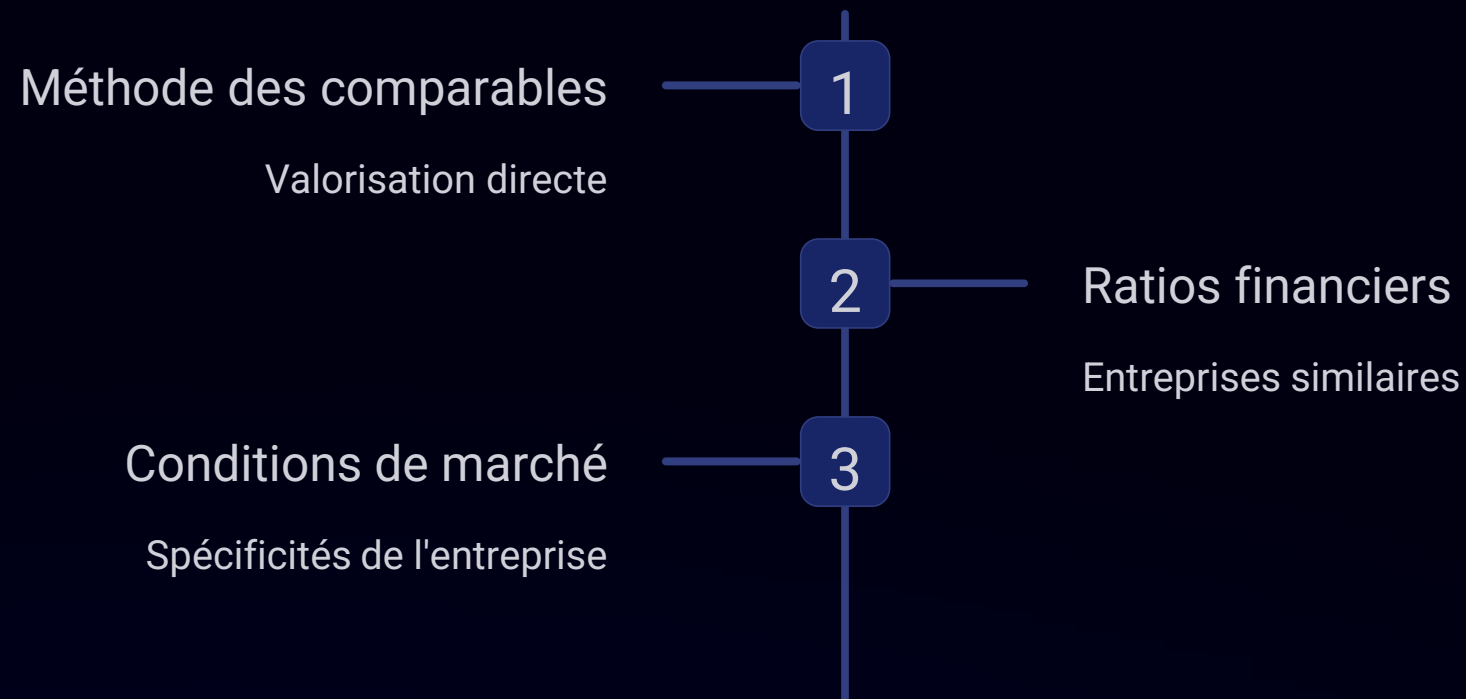 Méthode des comparables
1
Valorisation directe
2
Ratios financiers
Entreprises similaires
Conditions de marché
3
Spécificités de l'entreprise